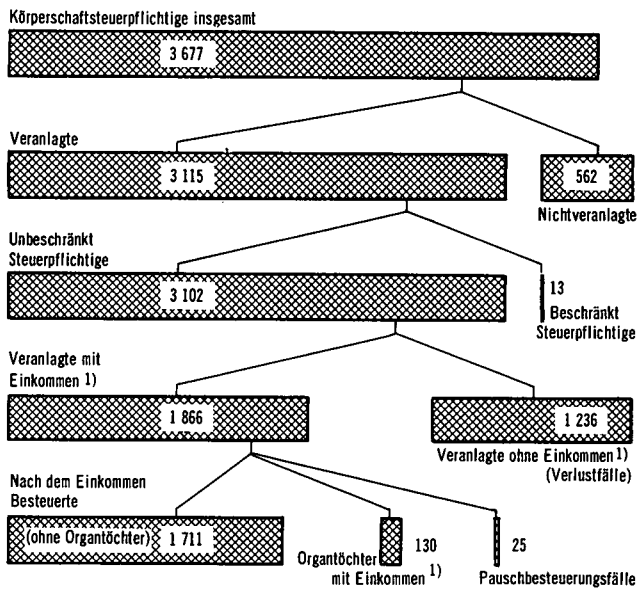 Körperschaftsteuerpflichtige insgesamt
3 677
Veranlagte
3 115
562
Nichtveranlagte
Unbeschränkt
Steuerpflichtige
3 102
13
Beschränkt
Steuerpflichtige
Veranlagte mit
Einkommen 1)
1 866
1 236
Veranlagte ohne Einkommen 1)
(Verlustfälle)
Nach dem Einkommen
Besteuerte
(ohne Organtöchter) 1 711
130
Organtöchter
mit Einkommen 1)
25
Pauschbesteuerungsfälle